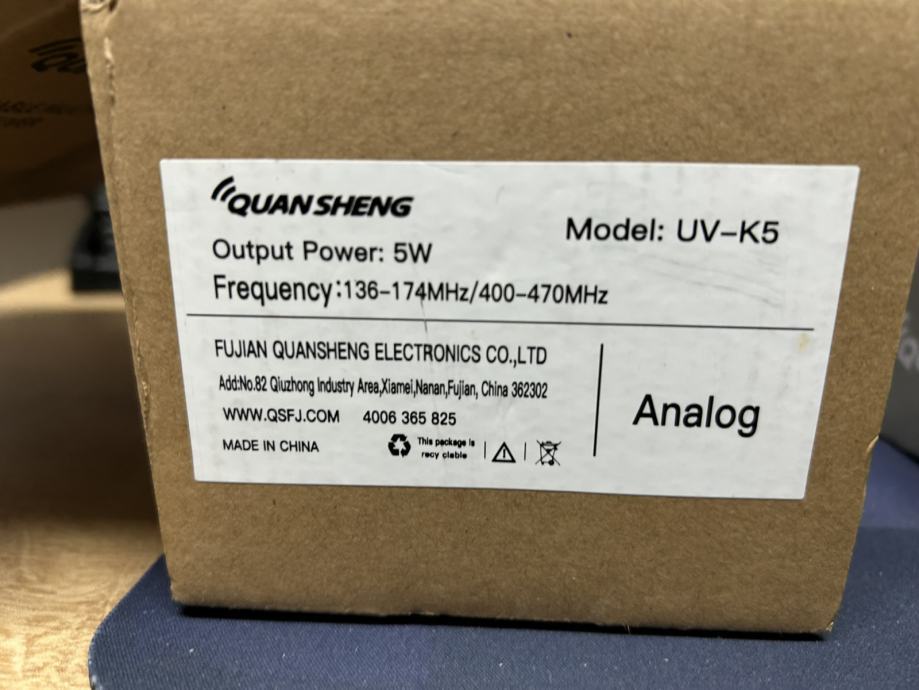 QUANSHENG
Model: UV-K5
Output Power: 5W
Frequency:136-174MHz/400-470MHz
FUJIAN QUANSHENG ELECTRONICS CO.,LTD
Add:No.82 Qiuzhong Industry Area,Xiamei,Nanan,Fujian, China 362302
WWW.QSFJ.COM 4006 365 825
MADE IN CHINA
This package is
recy clable
Analog